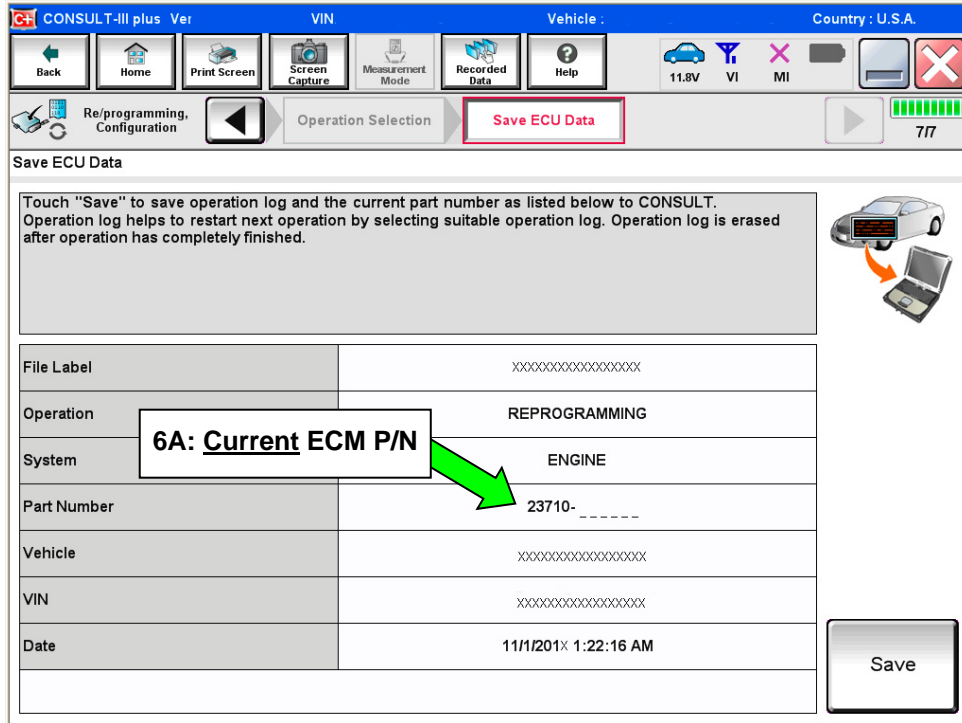 C+ CONSULT-III plus Ver VIN Vehicle : Country : U.S.A.
Back Home Print Screen Screen Capture Measurement Mode Recorded Data Help 11.8V VI MI
Re/programming, Configuration Operation Selection Save ECU Data 7/7
Save ECU Data
Touch "Save" to save operation log and the current part number as listed below to CONSULT.
Operation log helps to restart next operation by selecting suitable operation log. Operation log is erased
after operation has completely finished.
File Label XXXXXXXXXXXXXXXXX
Operation REPROGRAMMING
6A: Current ECM P/N
System ENGINE
Part Number 23710- _ _ _ _ _ _
Vehicle XXXXXXXXXXXXXXXXX
VIN XXXXXXXXXXXXXXXXX
Date 11/1/201X 1:22:16 AM
Save